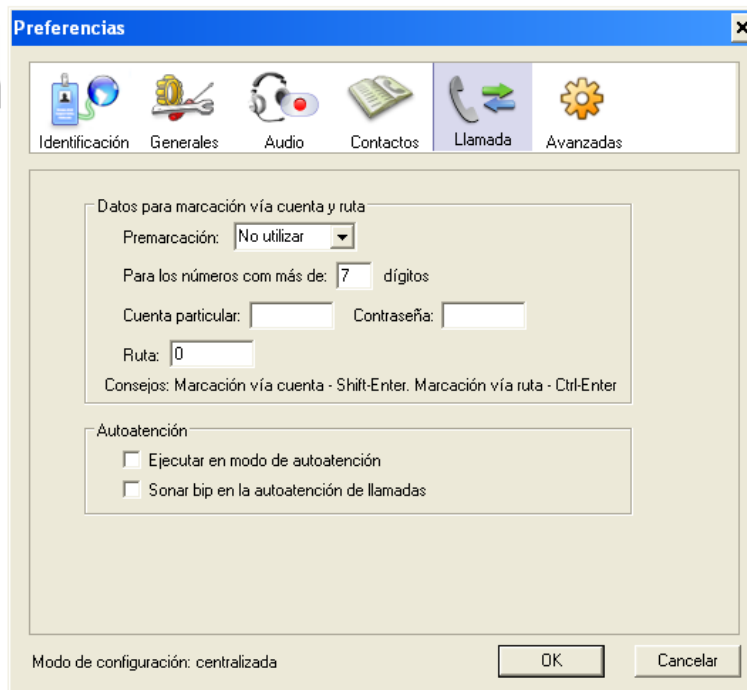 Preferencias
Identificación Generales Audio Contactos Llamada Avanzadas
Datos para marcación vía cuenta y ruta
Premarcación: No utilizar
Para los números com más de: 7 dígitos
Cuenta particular: Contraseña:
Ruta: 0
Consejos: Marcación vía cuenta - Shift-Enter. Marcación vía ruta - Ctrl-Enter
Autoatención
Ejecutar en modo de autoatención
Sonar bip en la autoatención de llamadas
Modo de configuración: centralizada OK Cancelar